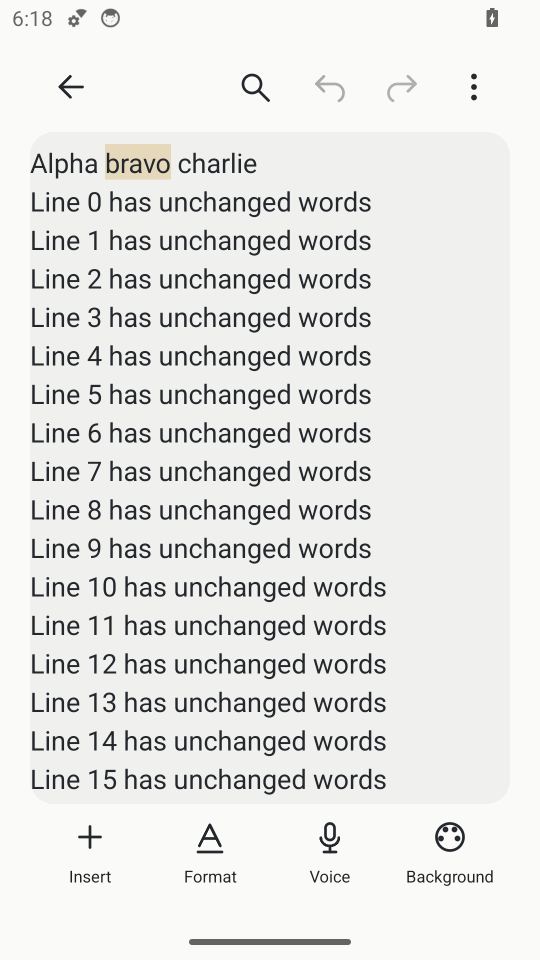 6:18
Alpha bravo charlie
Line 0 has unchanged words
Line 1 has unchanged words
Line 2 has unchanged words
Line 3 has unchanged words
Line 4 has unchanged words
Line 5 has unchanged words
Line 6 has unchanged words
Line 7 has unchanged words
Line 8 has unchanged words
Line 9 has unchanged words
Line 10 has unchanged words
Line 11 has unchanged words
Line 12 has unchanged words
Line 13 has unchanged words
Line 14 has unchanged words
Line 15 has unchanged words
Insert Format Voice Background